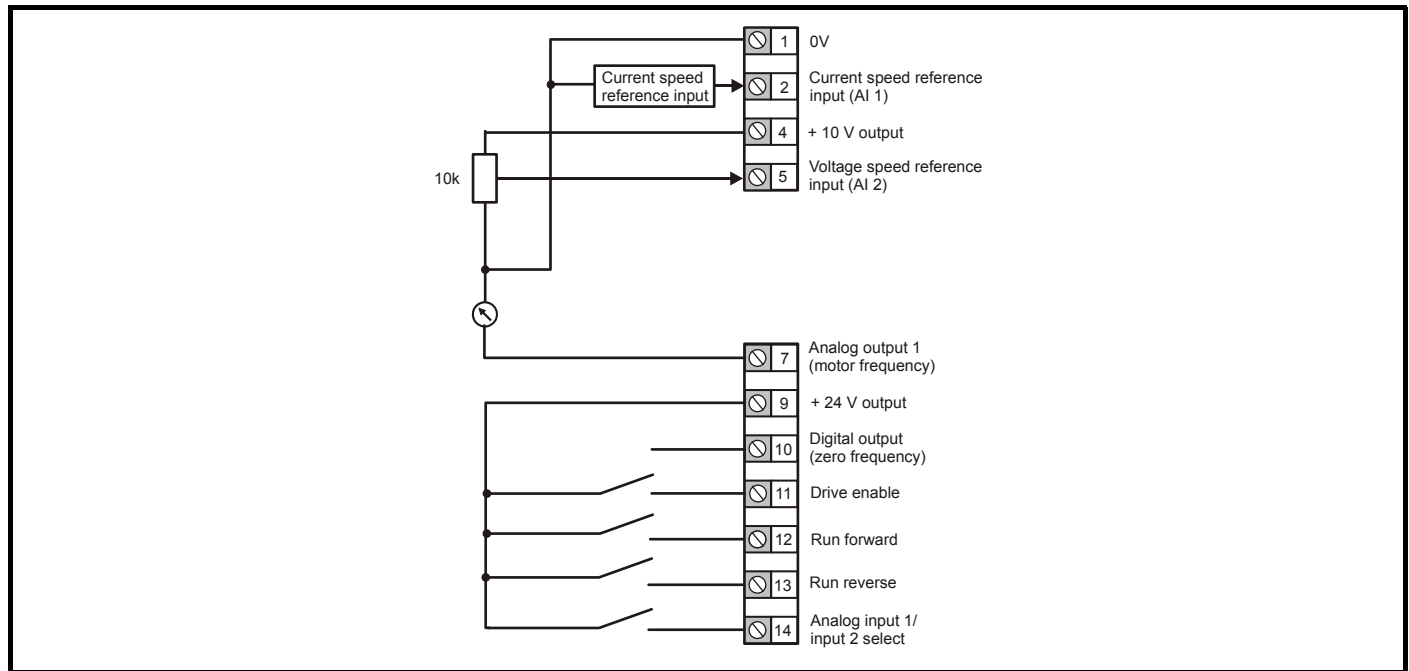 1 0V
Current speed
reference input
2 Current speed reference
input (AI 1)
4 + 10 V output
10k
5 Voltage speed reference
input (AI 2)
7 Analog output 1
(motor frequency)
9 + 24 V output
10 Digital output
(zero frequency)
11 Drive enable
12 Run forward
13 Run reverse
14 Analog input 1/
input 2 select